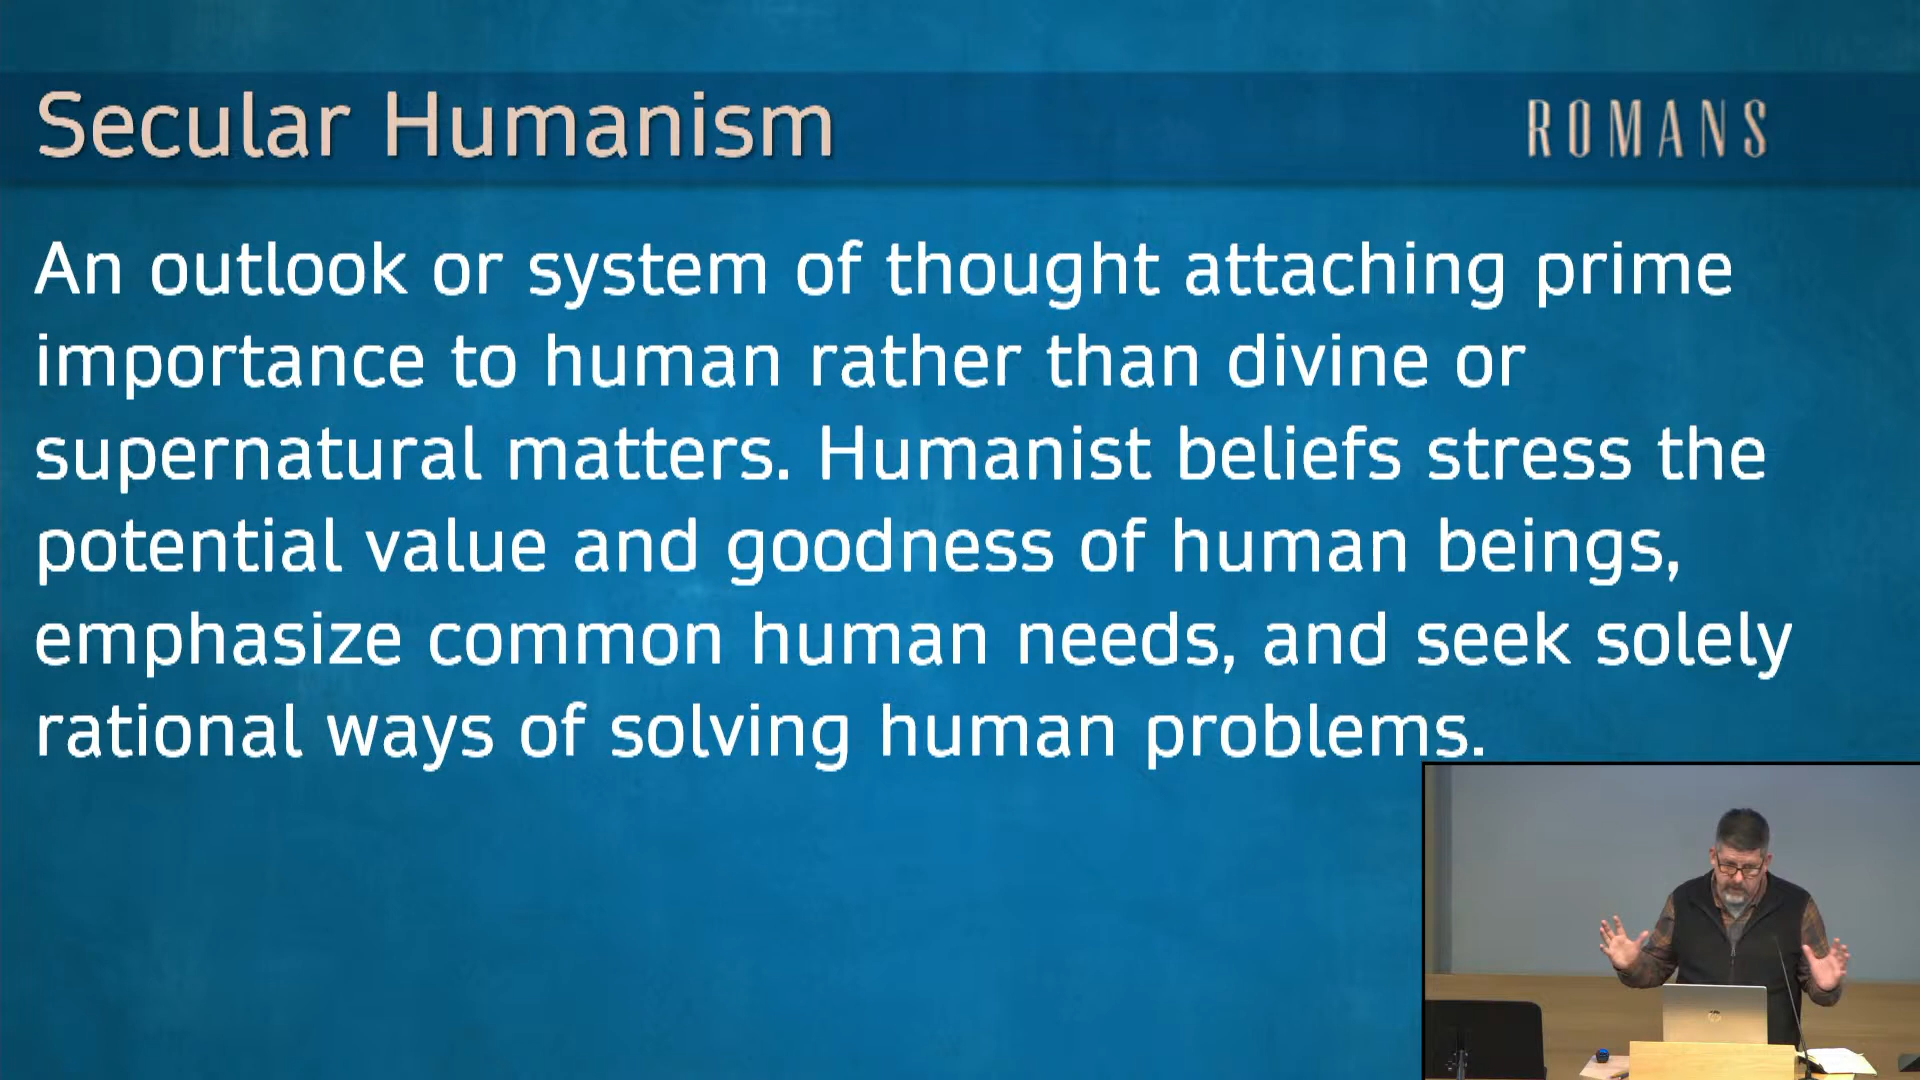 Secular Humanism
ROMANS
An outlook or system of thought attaching prime
importance to human rather than divine or
supernatural matters. Humanist beliefs stress the
potential value and goodness of human beings,
emphasize common human needs, and seek solely
rational ways of solving human problems.
hp